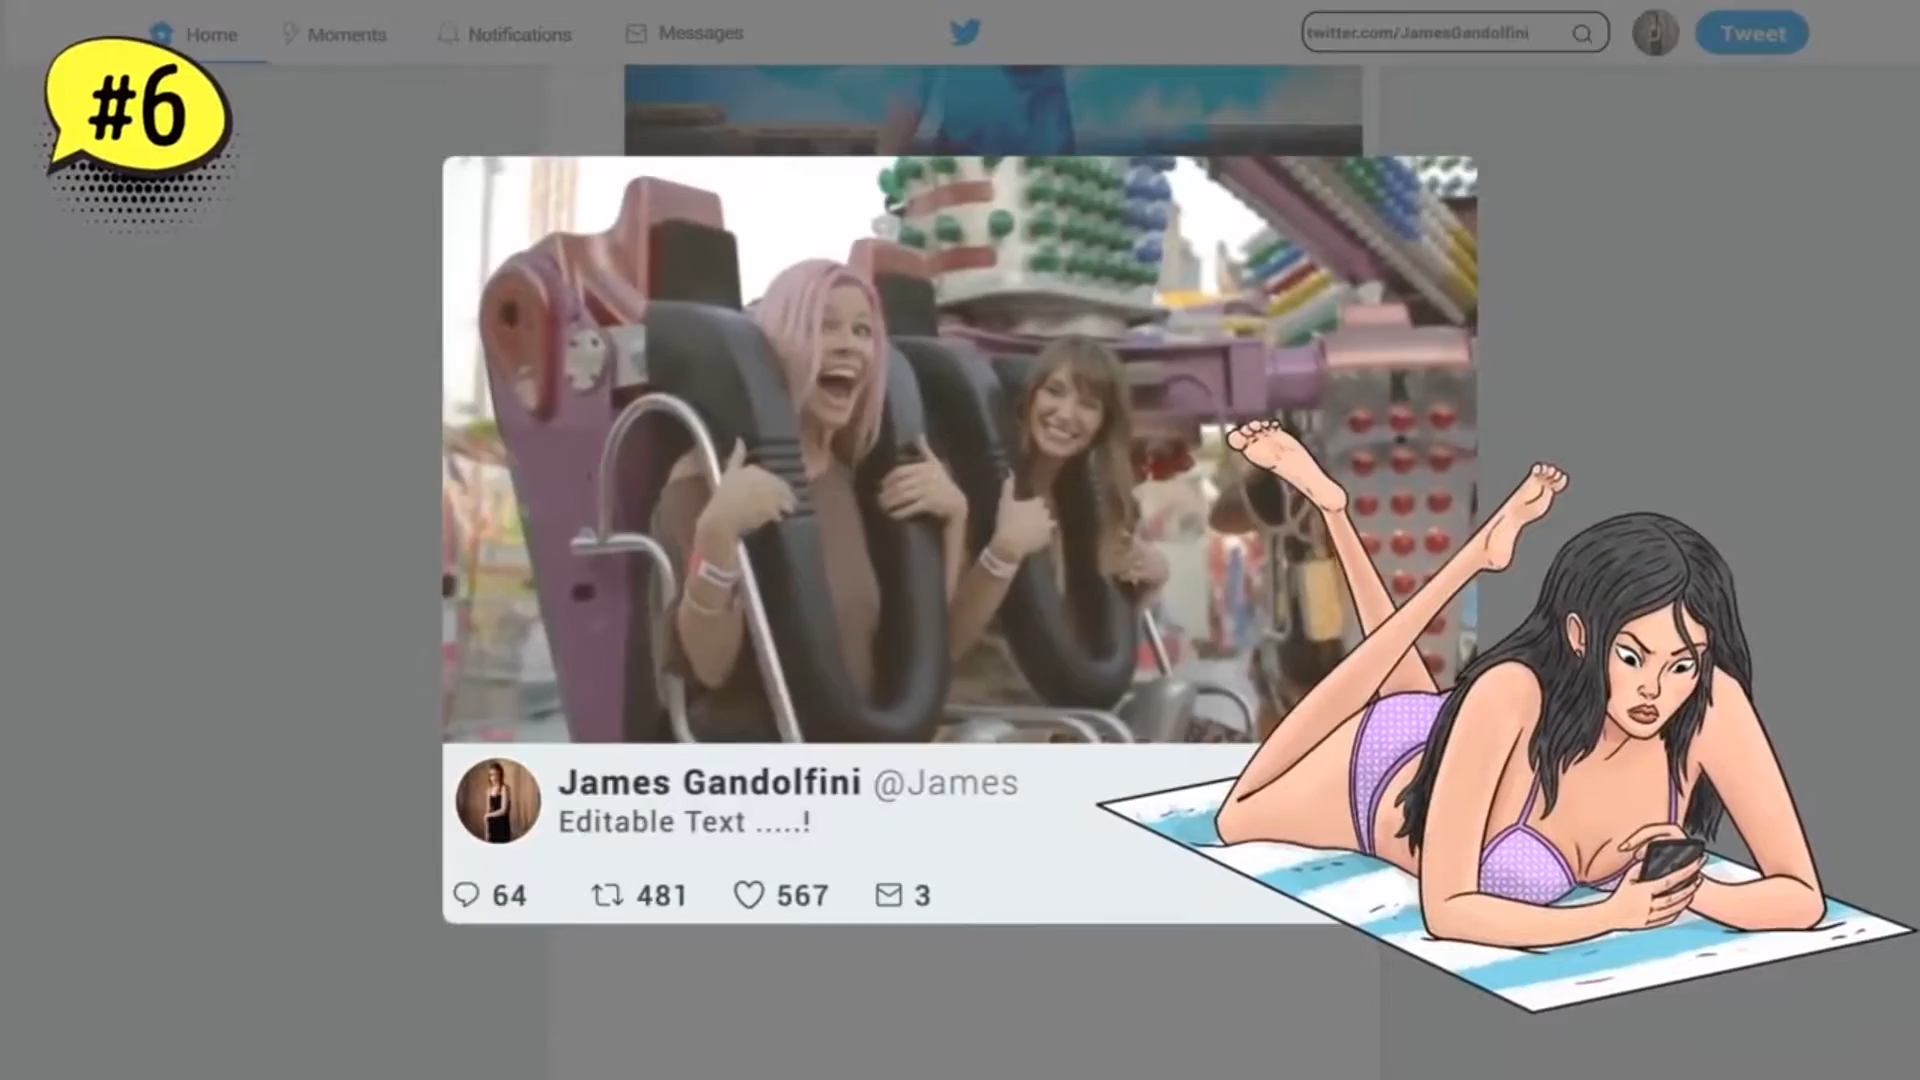 Home Moments Notifications Messages twitter.com/JamesGandolfini Tweet
#6
James Gandolfini @James
Editable Text .....!
64 481 567 3